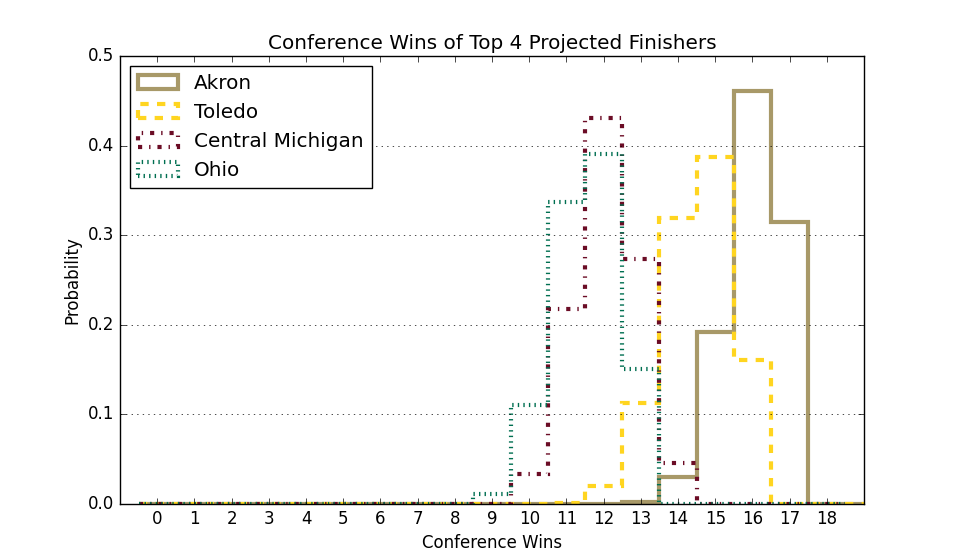 Conference Wins of Top 4 Projected Finishers
0.5
Akron
Toledo
Central Michigan
Ohio
0.4
0.3
0.2
0.1
0.0
Probability
0 1 2 3 4 5 6 7 8 9 10 11 12 13 14 15 16 17 18
Conference Wins